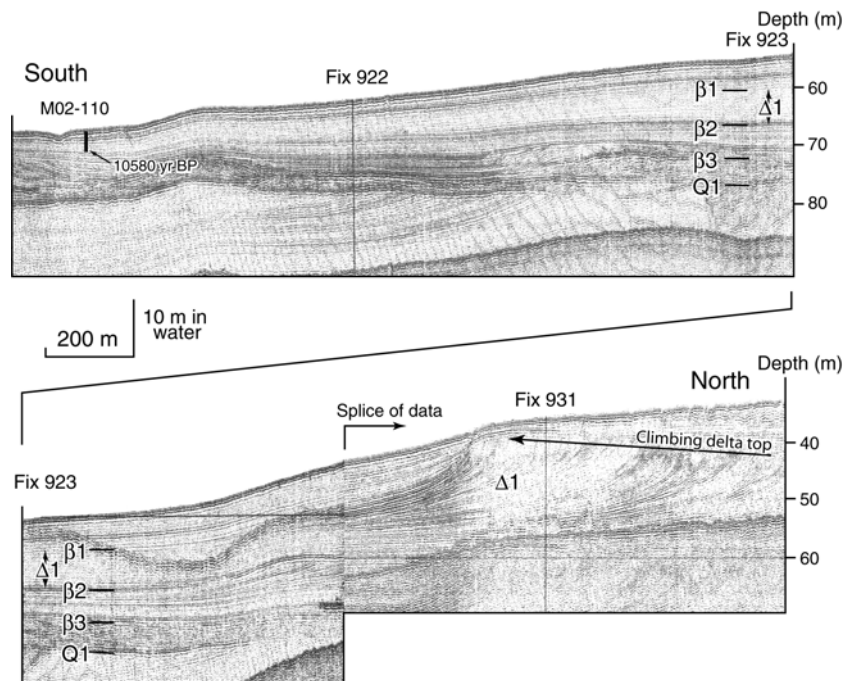 Depth (m)
Fix 923
South
Fix 922
M02-110
60
β1
Δ1
β2
10580 yr BP
70
β3
Q1
80
10 m in
water
200 m
Depth (m)
North
Fix 931
Splice of data
Climbing delta top
40
Fix 923
Δ1
50
β1
Δ1
60
β2
β3
Q1